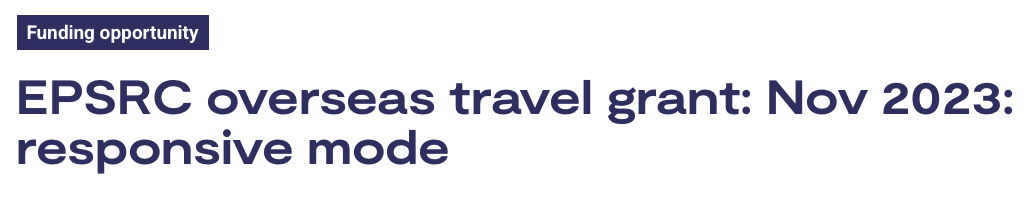 Funding opportunity
EPSRC overseas travel grant: Nov 2023:
responsive mode